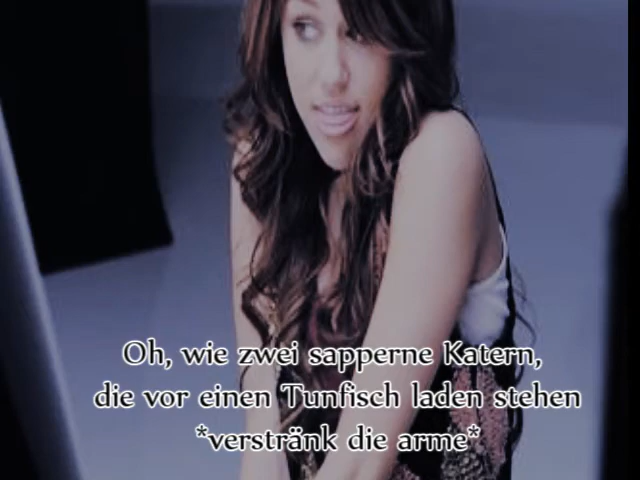 Oh, wie zwei sapperne Katern,
die vor einen Tunfisch laden stehen
*verstränk die arme*